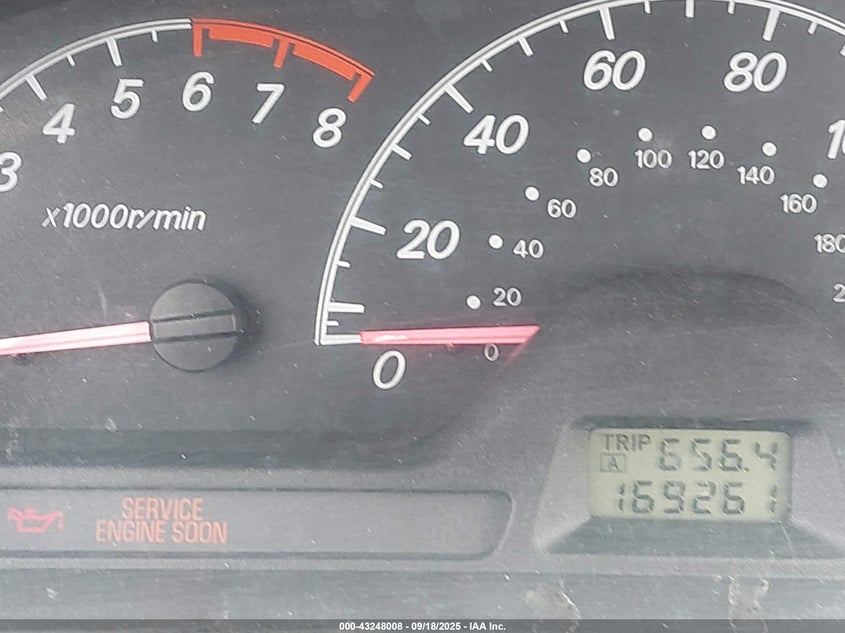 3 4 5 6 7 8
x1000r/min
20 40 60 80
0 20 40 60 80 100 120 140 160
0
TRIP A 656.4
169261
SERVICE
ENGINE SOON
000-43248008 - 09/18/2025 - IAA Inc.